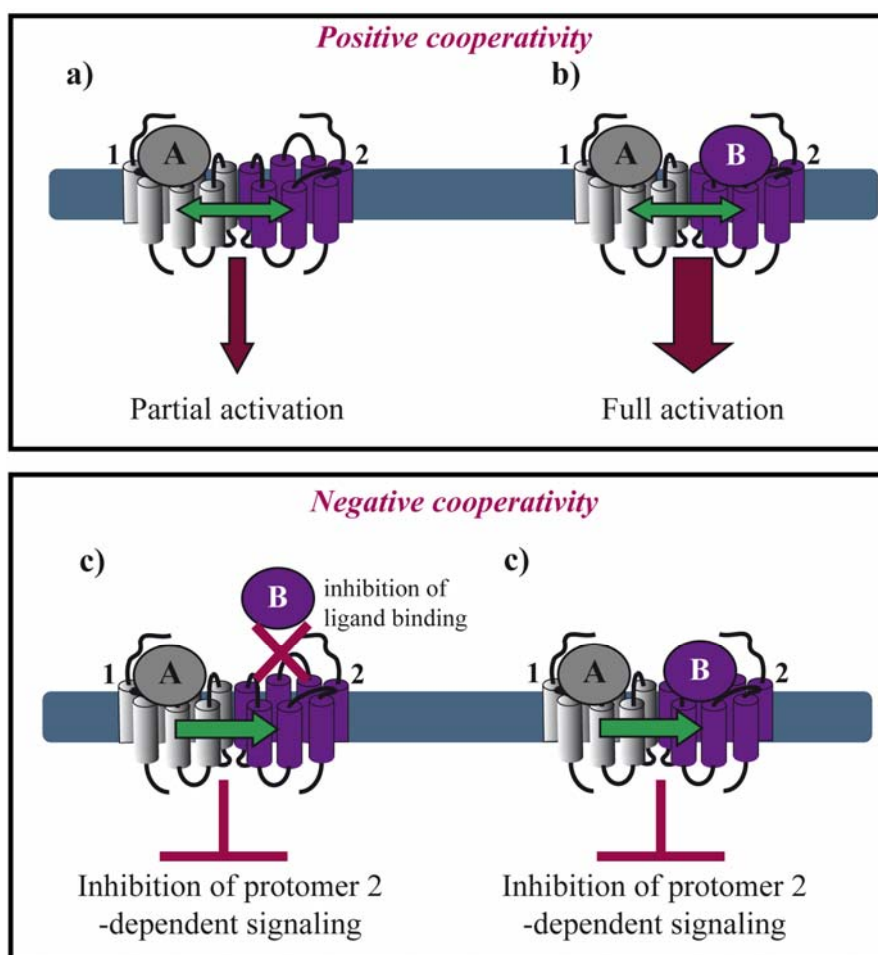 Positive cooperativity
a)
b)
1
A
2
1
A
B
2
Partial activation
Full activation
Negative cooperativity
c)
c)
B
inhibition of
ligand binding
1
A
2
1
A
B
2
Inhibition of protomer 2
-dependent signaling
Inhibition of protomer 2
-dependent signaling